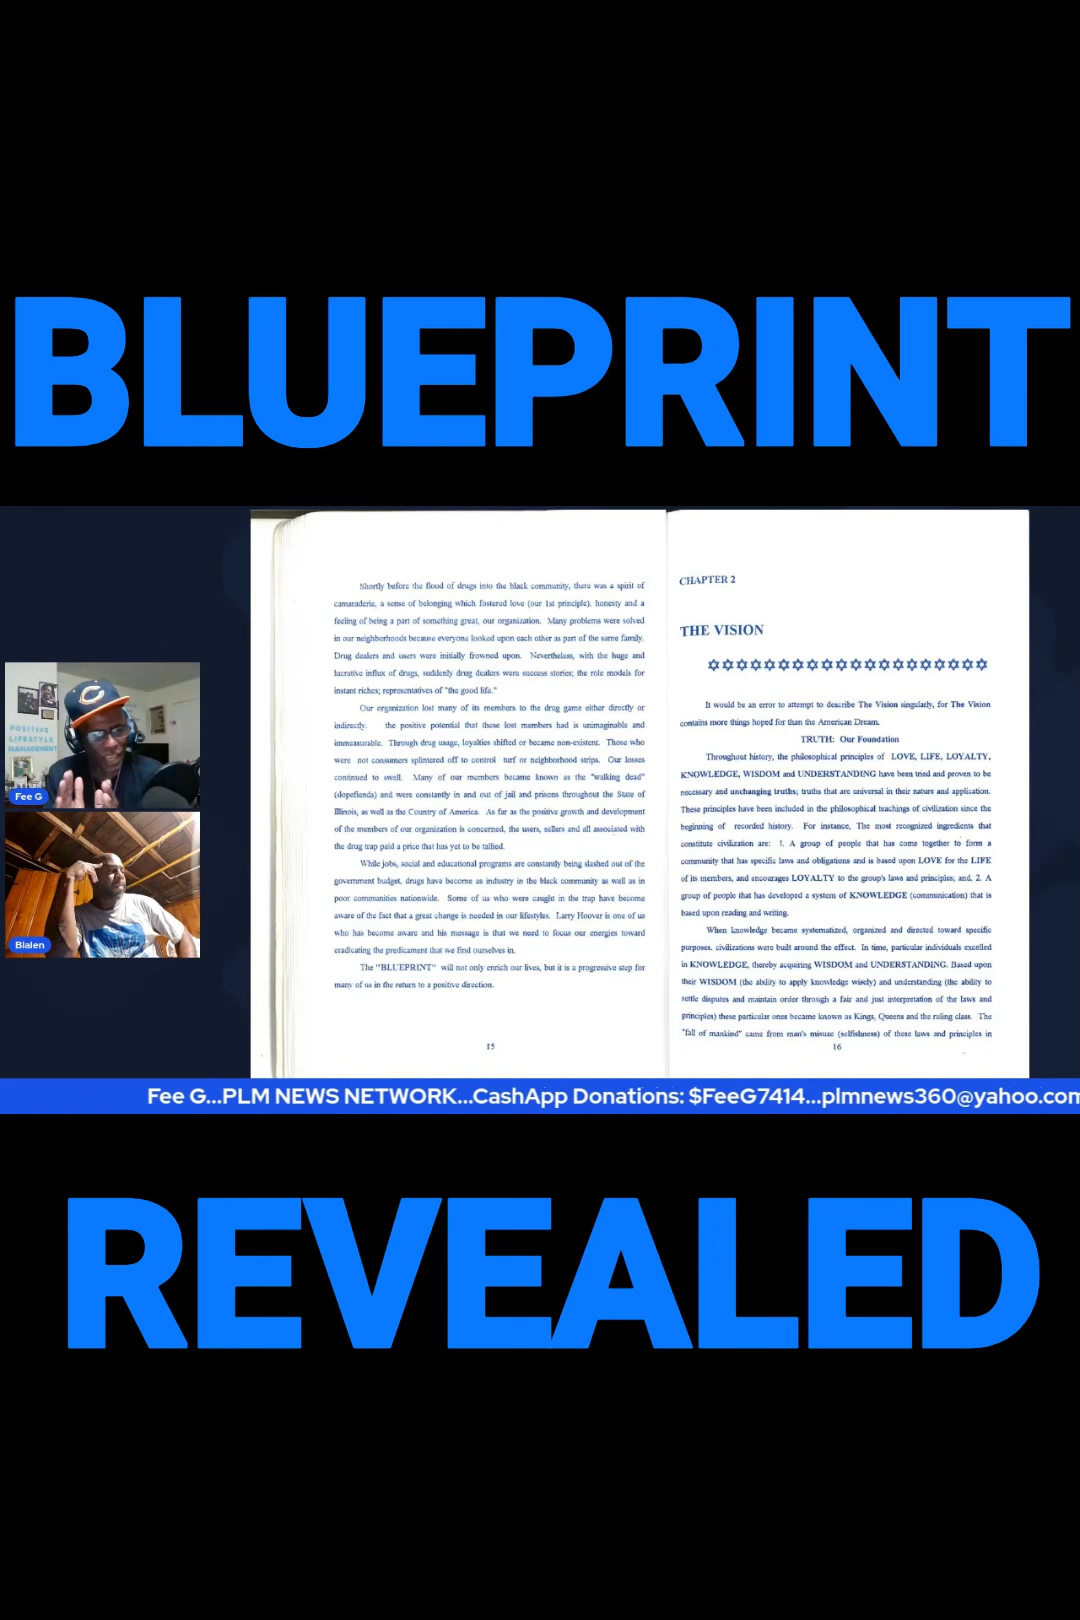 BLUEPRINT
Shortly before the flood of drugs into the black community, there was a spirit of
camaraderie, a sense of belonging which fostered love (our 1st principle), honesty and a
feeling of being a part of something great, our organization. Many problems were solved
in our neighborhoods because everyone looked upon each other as part of the same family.
Drug dealers and users were initially frowned upon. Nevertheless, with the huge and
lucrative influx of drugs, suddenly drug dealers were success stories; the role models for
instant riches; representatives of "the good life."
Our organization lost many of its members to the drug game either directly or
indirectly. the positive potential that these lost members had is unimaginable and
immeasurable. Through drug usage, loyalties shifted or became non-existent. Those who
were not consumers splintered off to control turf or neighborhood strips. Our losses
continued to swell. Many of our members became known as the "walking dead"
(dopefiends) and were constantly in and out of jail and prisons throughout the State of
Illinois, as well as the Country of America. As far as the positive growth and development
of the members of our organization is concerned, the users, sellers and all associated with
the drug trap paid a price that has yet to be tallied.
While jobs, social and educational programs are constantly being slashed out of the
government budget, drugs have become as industry in the black community as well as in
poor communities nationwide. Some of us who were caught in the trap have become
aware of the fact that a great change is needed in our lifestyles. Larry Hoover is one of us
who has become aware and his message is that we need to focus our energies toward
eradicating the predicament that we find ourselves in.
The "BLUEPRINT" will not only enrich our lives, but it is a progressive step for
many of us in the return to a positive direction.
15
CHAPTER 2
THE VISION
It would be an error to attempt to describe The Vision singularly, for The Vision
contains more things hoped for than the American Dream.
TRUTH: Our Foundation
Throughout history, the philosophical principles of LOVE, LIFE, LOYALTY,
KNOWLEDGE, WISDOM and UNDERSTANDING have been tried and proven to be
necessary and unchanging truths; truths that are universal in their nature and application.
These principles have been included in the philosophical teachings of civilization since the
beginning of recorded history. For instance, The most recognized ingredients that
constitute civilization are: 1. A group of people that has come together to form a
community that has specific laws and obligations and is based upon LOVE for the LIFE
of its members, and encourages LOYALTY to the group's laws and principles; and, 2. A
group of people that has developed a system of KNOWLEDGE (communication) that is
based upon reading and writing.
When knowledge became systematized, organized and directed toward specific
purposes, civilizations were built around the effect. In time, particular individuals excelled
in KNOWLEDGE, thereby acquiring WISDOM and UNDERSTANDING. Based upon
their WISDOM (the ability to apply knowledge wisely) and understanding (the ability to
settle disputes and maintain order through a fair and just interpretation of the laws and
principles) these particular ones became known as Kings, Queens and the ruling class. The
"fall of mankind" came from man's misuse (selfishness) of these laws and principles in
16
POSITIVE
LIFESTYLE
MANAGEMENT
Fee G
Blalen
Fee G...PLM NEWS NETWORK...CashApp Donations: $FeeG7414...plmnews360@yahoo.com
REVEALED